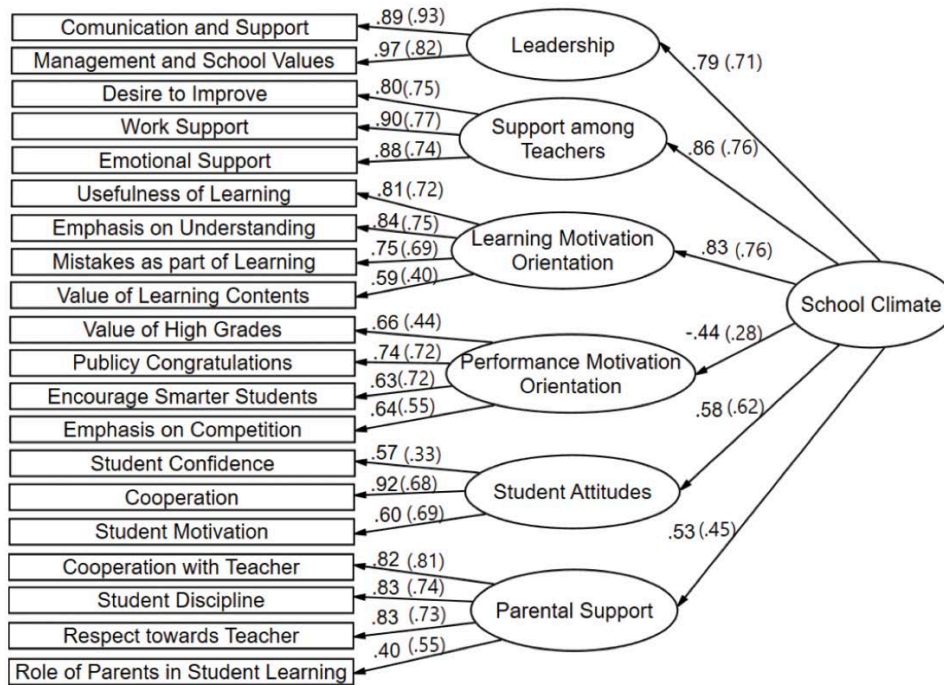 Comunication and Support
.89 (.93)
Management and School Values
.97 (.82)
Leadership
.79 (.71)
Desire to Improve
.80(.75)
Work Support
.90(.77)
Emotional Support
.88 (.74)
Support among
Teachers
.86 (.76)
Usefulness of Learning
.81(.72)
Emphasis on Understanding
.84(.75)
Mistakes as part of Learning
.75(.69)
Value of Learning Contents
.59(.40)
Learning Motivation
Orientation
.83 (.76)
School Climate
Value of High Grades
.66 (.44)
Publicy Congratulations
.74 (.72)
Encourage Smarter Students
.63(.72)
Emphasis on Competition
.64(.55)
Performance Motivation
Orientation
-.44 (.28)
Student Confidence
.57 (.33)
Cooperation
.92(.68)
Student Motivation
.60 (.69)
Student Attitudes
.58 (.62)
Cooperation with Teacher
.82 (.81)
Student Discipline
.83 (.74)
Respect towards Teacher
.83 (.73)
Role of Parents in Student Learning
.40 (.55)
Parental Support
.53(.45)